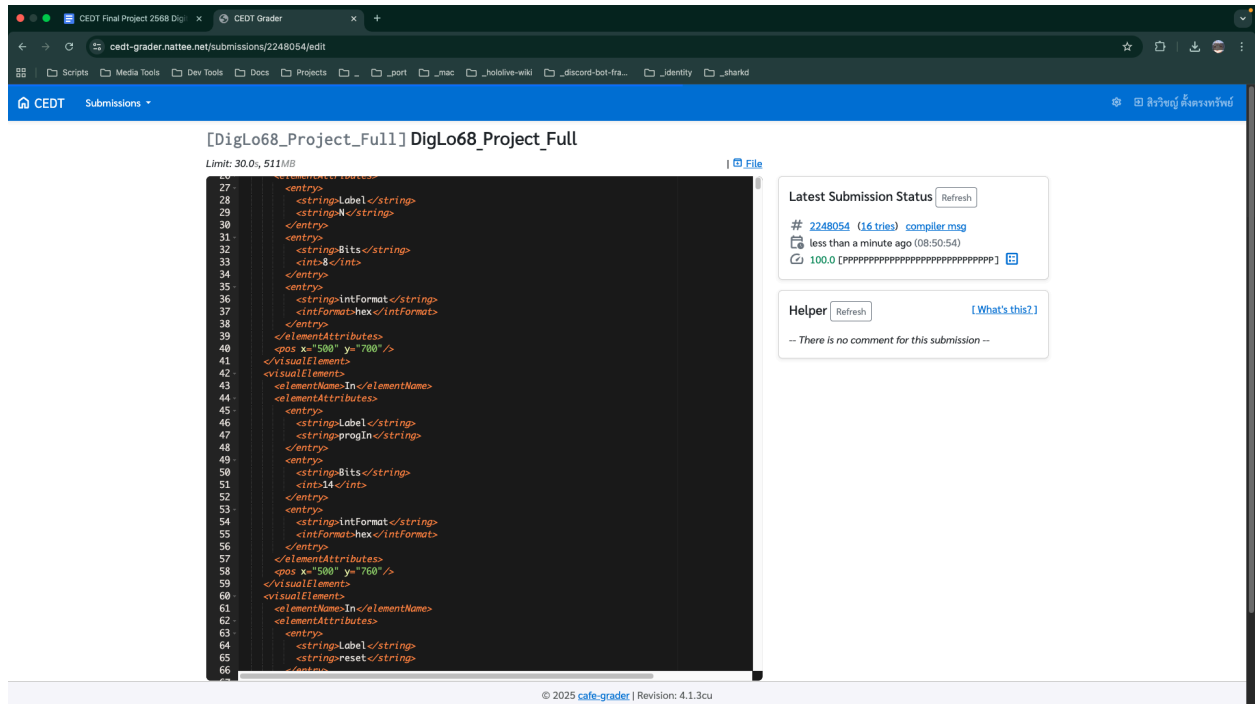 CEDT Final Project 2568 Digi
CEDT Grader
cedt-grader.nattee.net/submissions/2248054/edit
Scripts
Media Tools
Dev Tools
Docs
Projects
_
_port
_mac
_hololive-wiki
_discord-bot-fra...
_identity
_sharkd
CEDT
Submissions
สิรวิชญ์ ตั้งตรงทรัพย์
[DigLo68_Project_Full] DigLo68_Project_Full
Limit: 30.0s, 511MB
| File
26 <elementAttributes>
27 <entry>
28 <string>Label</string>
29 <string>N</string>
30 </entry>
31 <entry>
32 <string>Bits</string>
33 <int>8</int>
34 </entry>
35 <entry>
36 <string>intFormat</string>
37 <intFormat>hex</intFormat>
38 </entry>
39 </elementAttributes>
40 <pos x="500" y="700"/>
41 </visualElement>
42 <visualElement>
43 <elementName>In</elementName>
44 <elementAttributes>
45 <entry>
46 <string>Label</string>
47 <string>progIn</string>
48 </entry>
49 <entry>
50 <string>Bits</string>
51 <int>14</int>
52 </entry>
53 <entry>
54 <string>intFormat</string>
55 <intFormat>hex</intFormat>
56 </entry>
57 </elementAttributes>
58 <pos x="500" y="760"/>
59 </visualElement>
60 <visualElement>
61 <elementName>In</elementName>
62 <elementAttributes>
63 <entry>
64 <string>Label</string>
65 <string>reset</string>
66 </entry>
Latest Submission Status Refresh
# 2248054 (16 tries) compiler msg
less than a minute ago (08:50:54)
100.0 [PPPPPPPPPPPPPPPPPPPPPPPPPPPPPP]
Helper Refresh
[ What's this? ]
-- There is no comment for this submission --
© 2025 cafe-grader | Revision: 4.1.3cu